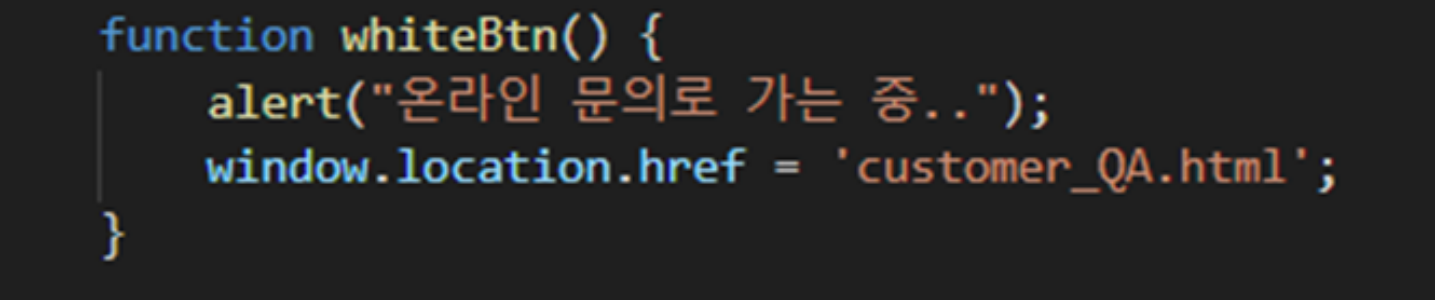 function whiteBtn() {
    alert("온라인 문의로 가는 중..");
    window.location.href = 'customer_QA.html';
}